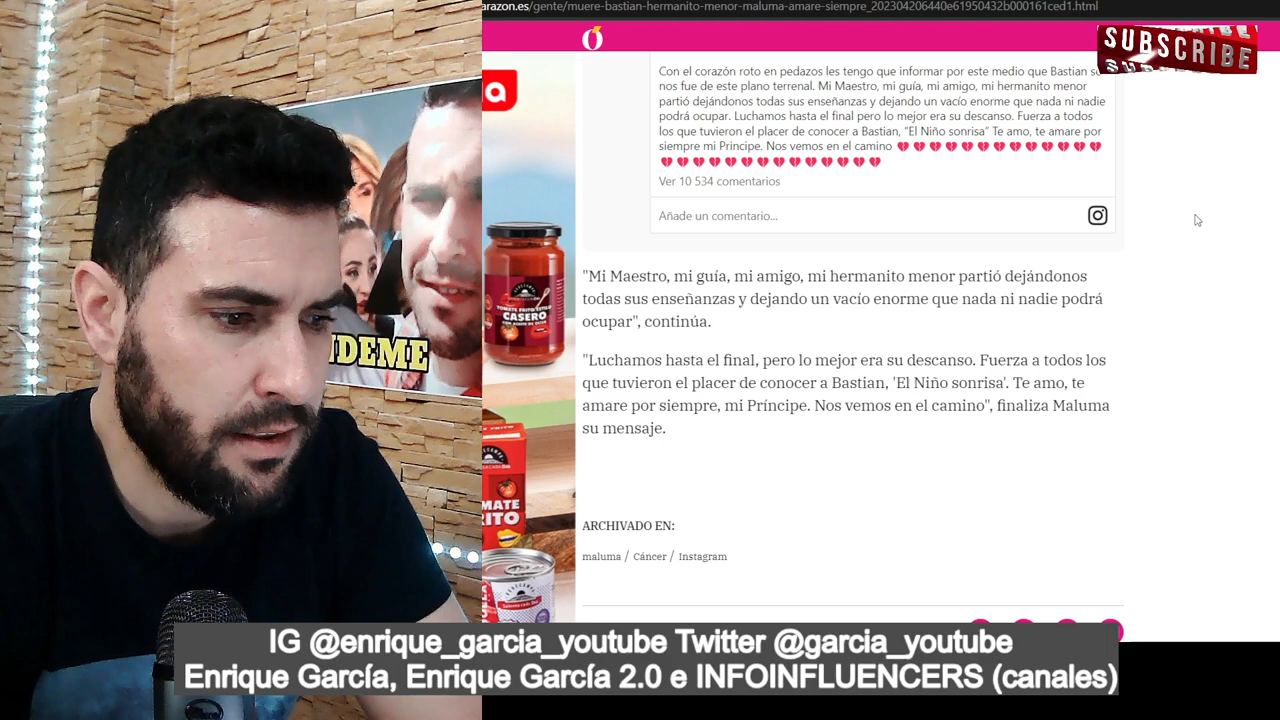 arazon.es/gente/muere-bastian-hermanito-menor-maluma-amare-siempre_202304206440e61950432b000161ced1.html
SUBSCRIBE
Con el corazón roto en pedazos les tengo que informar por este medio que Bastian se
nos fue de este plano terrenal. Mi Maestro, mi guía, mi amigo, mi hermanito menor
partió dejándonos todas sus enseñanzas y dejando un vacío enorme que nada ni nadie
podrá ocupar. Luchamos hasta el final pero lo mejor era su descanso. Fuerza a todos
los que tuvieron el placer de conocer a Bastian, “El Niño sonrisa” Te amo, te amare por
siempre mi Principe. Nos vemos en el camino 💔💔💔💔💔💔💔💔💔💔💔💔💔
💔💔💔💔💔💔💔💔💔💔💔💔💔💔
Ver 10 534 comentarios
Añade un comentario...
"Mi Maestro, mi guía, mi amigo, mi hermanito menor partió dejándonos
todas sus enseñanzas y dejando un vacío enorme que nada ni nadie podrá
ocupar", continúa.
"Luchamos hasta el final, pero lo mejor era su descanso. Fuerza a todos los
que tuvieron el placer de conocer a Bastian, 'El Niño sonrisa'. Te amo, te
amare por siempre, mi Príncipe. Nos vemos en el camino", finaliza Maluma
su mensaje.
ARCHIVADO EN:
maluma / Cáncer / Instagram
NDEME
TOMATE FRITO ESTILO
CASERO
MATE
RITO
IG @enrique_garcia_youtube Twitter @garcia_youtube
Enrique García, Enrique García 2.0 e INFOINFLUENCERS (canales)